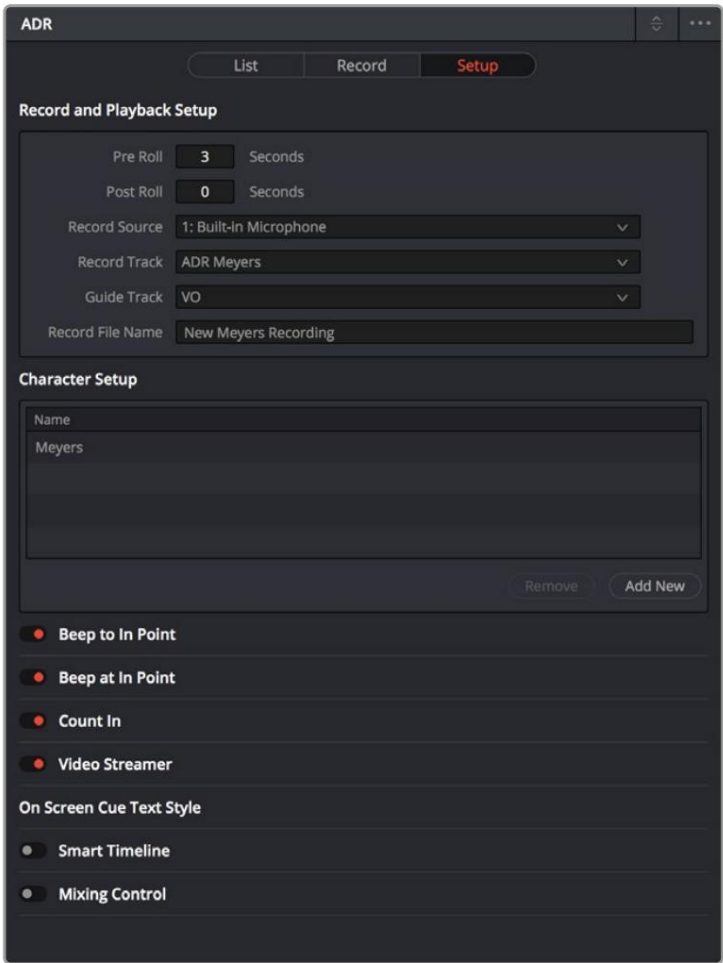 ADR
List Record Setup
Record and Playback Setup
Pre Roll 3 Seconds
Post Roll 0 Seconds
Record Source 1: Built-in Microphone
Record Track ADR Meyers
Guide Track VO
Record File Name New Meyers Recording
Character Setup
Name
Meyers
Remove Add New
Beep to In Point
Beep at In Point
Count In
Video Streamer
On Screen Cue Text Style
Smart Timeline
Mixing Control